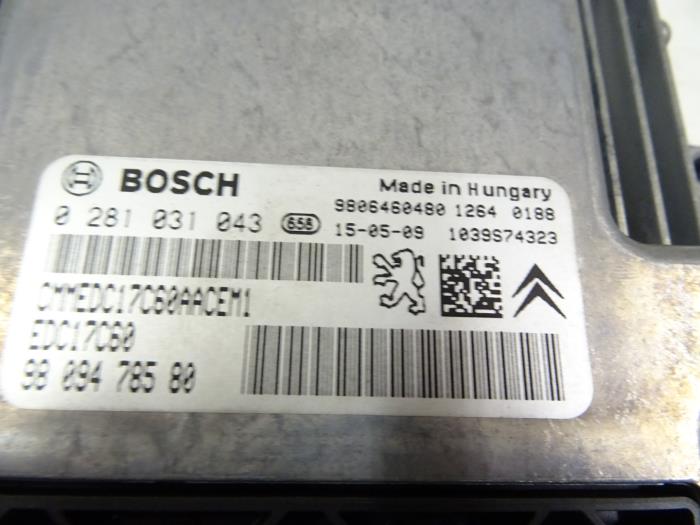 BOSCH
Made in Hungary
0 281 031 043 656
9806460480 1264 0188
15-05-09 1039S74323
CMMEDC17C60AACEM1
EDC17C60
98 094 785 80